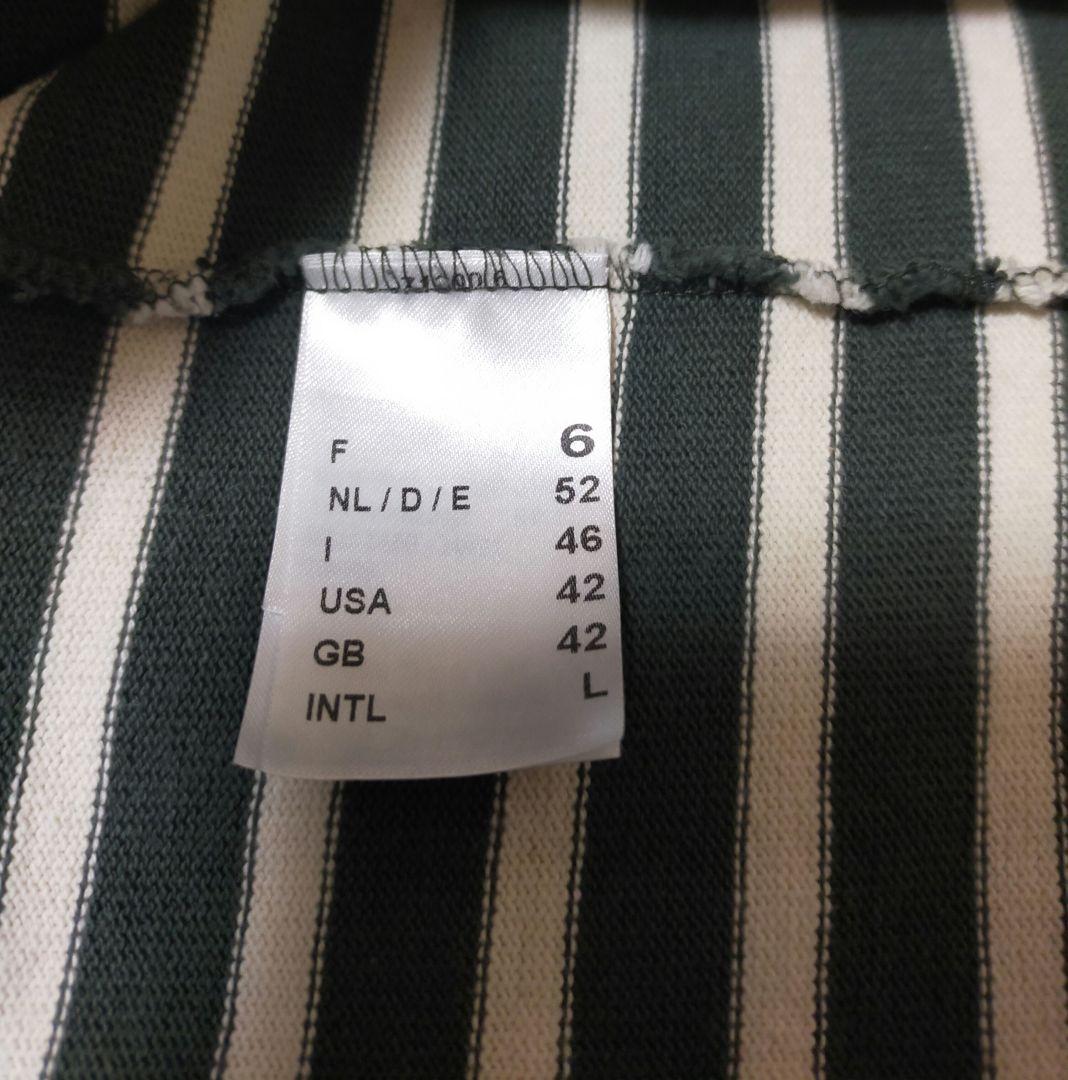 F 6
NL / D / E 52
I 46
USA 42
GB 42
INTL L